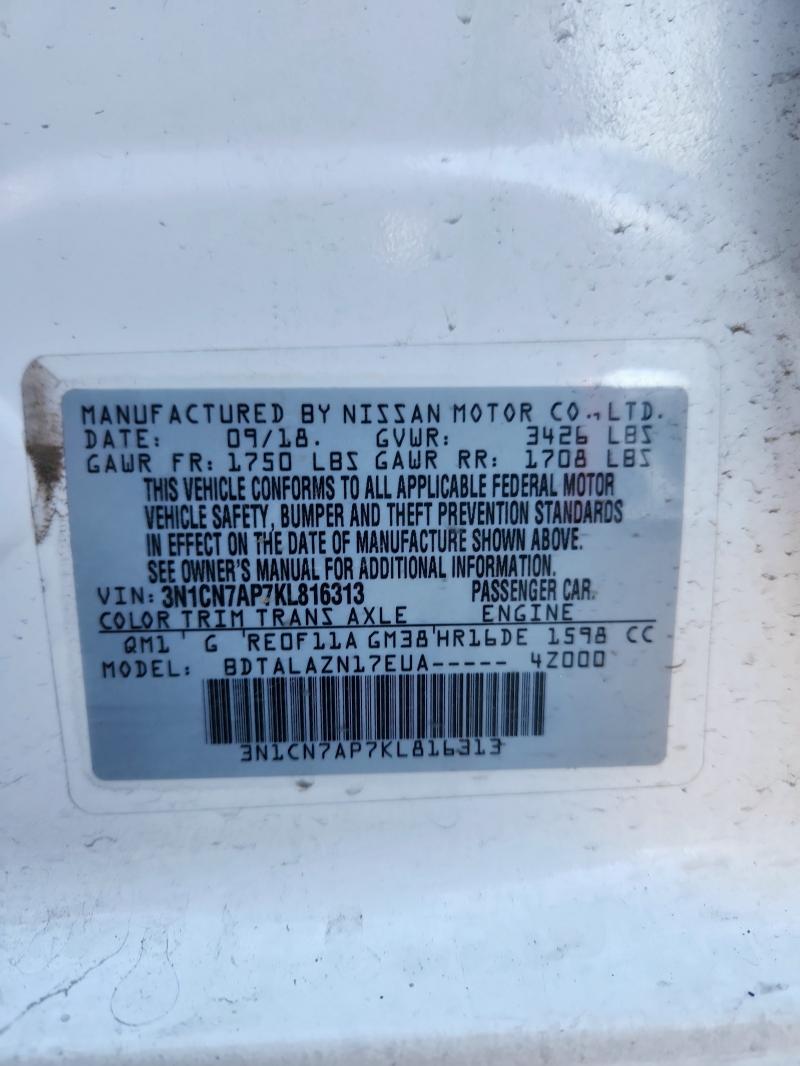 MANUFACTURED BY NISSAN MOTOR CO., LTD.
DATE: 09/18. GVWR: 3426 LBS
GAWR FR: 1750 LBS GAWR RR: 1708 LBS
THIS VEHICLE CONFORMS TO ALL APPLICABLE FEDERAL MOTOR
VEHICLE SAFETY, BUMPER AND THEFT PREVENTION STANDARDS
IN EFFECT ON THE DATE OF MANUFACTURE SHOWN ABOVE.
SEE OWNER'S MANUAL FOR ADDITIONAL INFORMATION.
VIN: 3N1CN7AP7KL816313 PASSENGER CAR.
COLOR TRIM TRANS AXLE ENGINE
QM1 G RE0F11A GM38 HR16DE 1598 CC
MODEL: BDTALAZN17EUA----- 4Z000
3N1CN7AP7KL816313